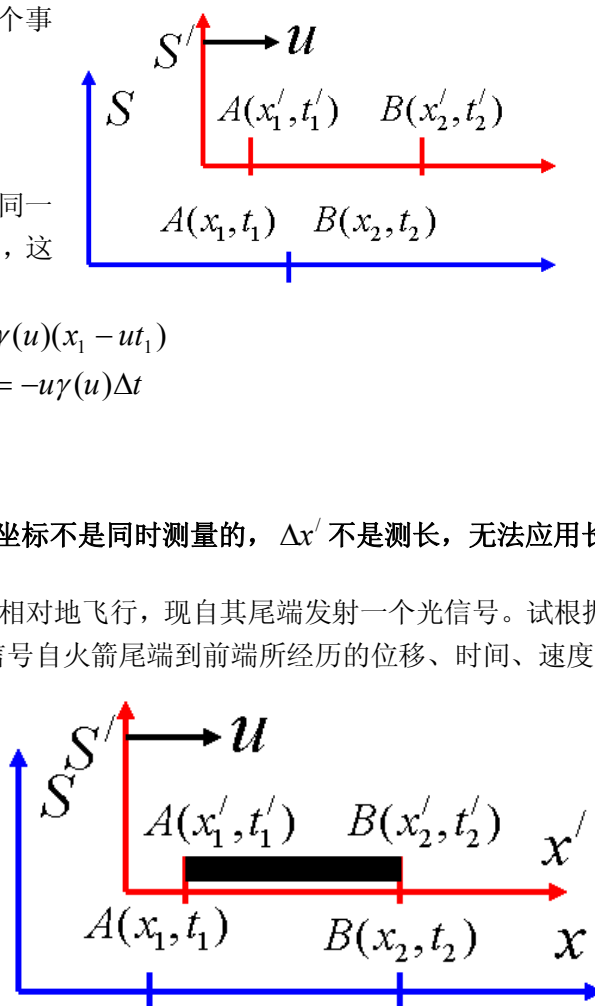 个事
S′ u
S
A(x₁′,t₁′) B(x₂′,t₂′)
同一
A(x₁,t₁) B(x₂,t₂)
，这
(u)(x₁ − ut₁)
= −uγ(u)Δt
坐标不是同时测量的， Δx′ 不是测长，无法应用长
相对地飞行，现自其尾端发射一个光信号。试根
信号自火箭尾端到前端所经历的位移、时间、速度
S′ u
S
A(x₁′,t₁′) B(x₂′,t₂′) x′
A(x₁,t₁) B(x₂,t₂) x